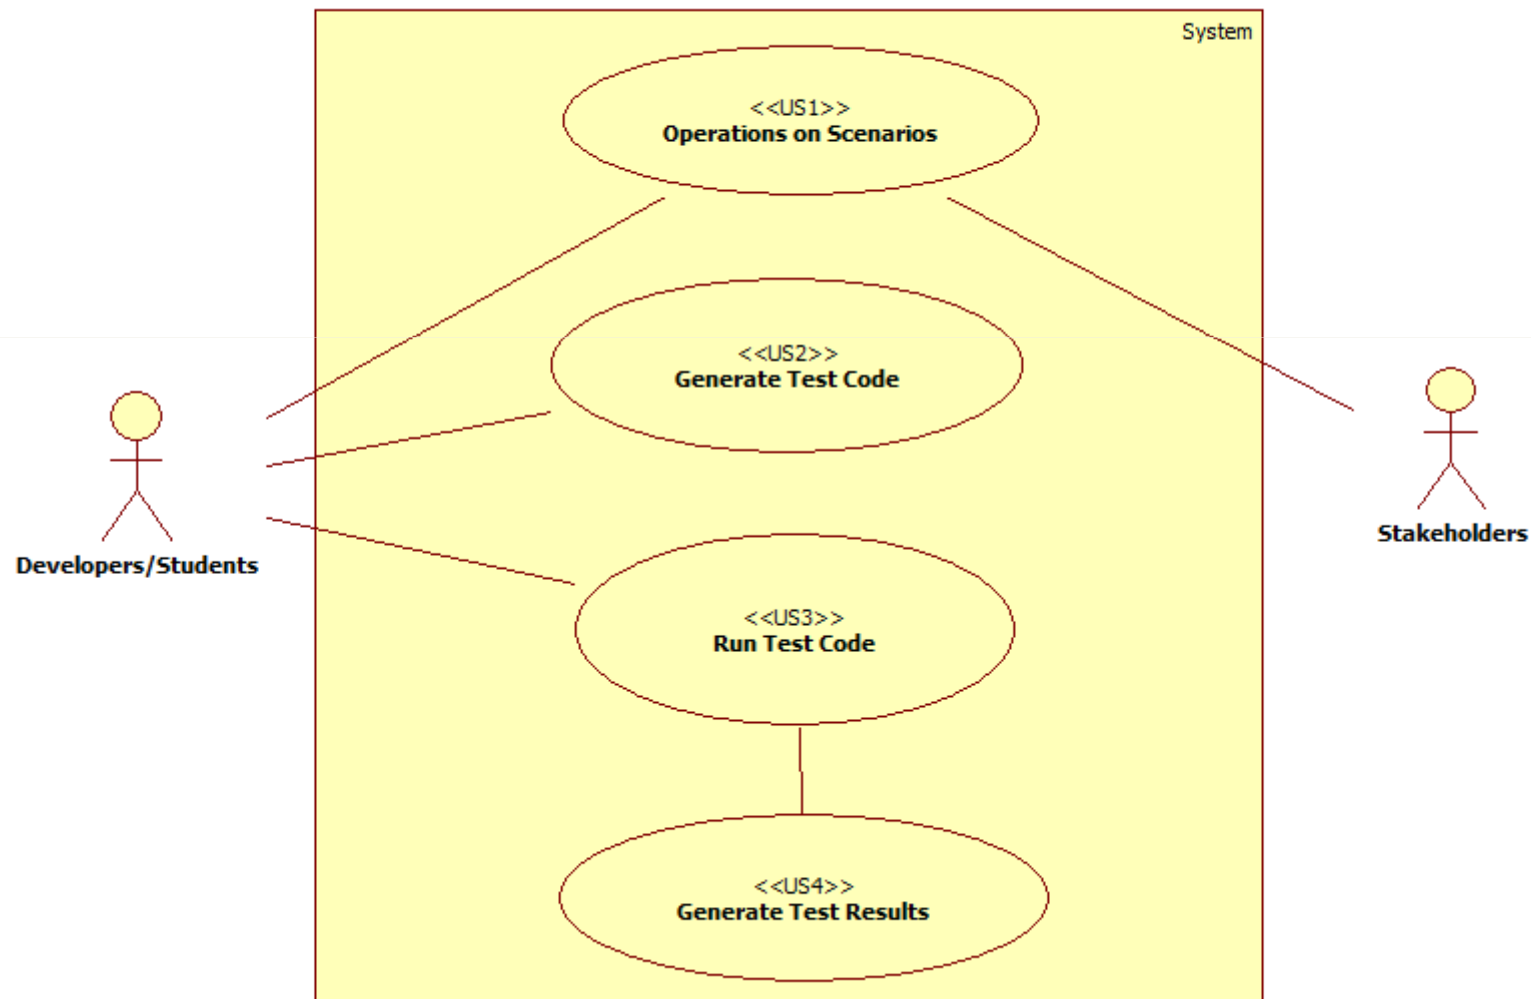 System
<<US1>>
Operations on Scenarios
<<US2>>
Generate Test Code
Developers/Students
Stakeholders
<<US3>>
Run Test Code
<<US4>>
Generate Test Results